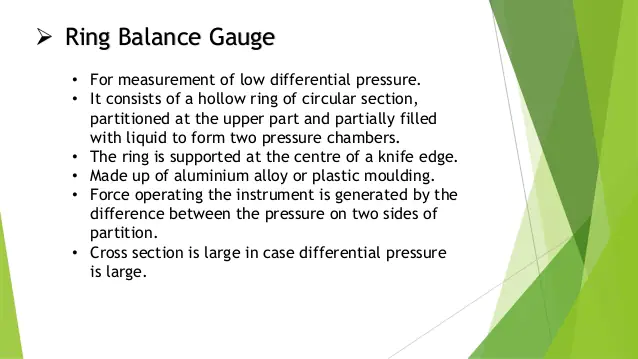 ➢ Ring Balance Gauge
• For measurement of low differential pressure.
• It consists of a hollow ring of circular section,
partitioned at the upper part and partially filled
with liquid to form two pressure chambers.
• The ring is supported at the centre of a knife edge.
• Made up of aluminium alloy or plastic moulding.
• Force operating the instrument is generated by the
difference between the pressure on two sides of
partition.
• Cross section is large in case differential pressure
is large.